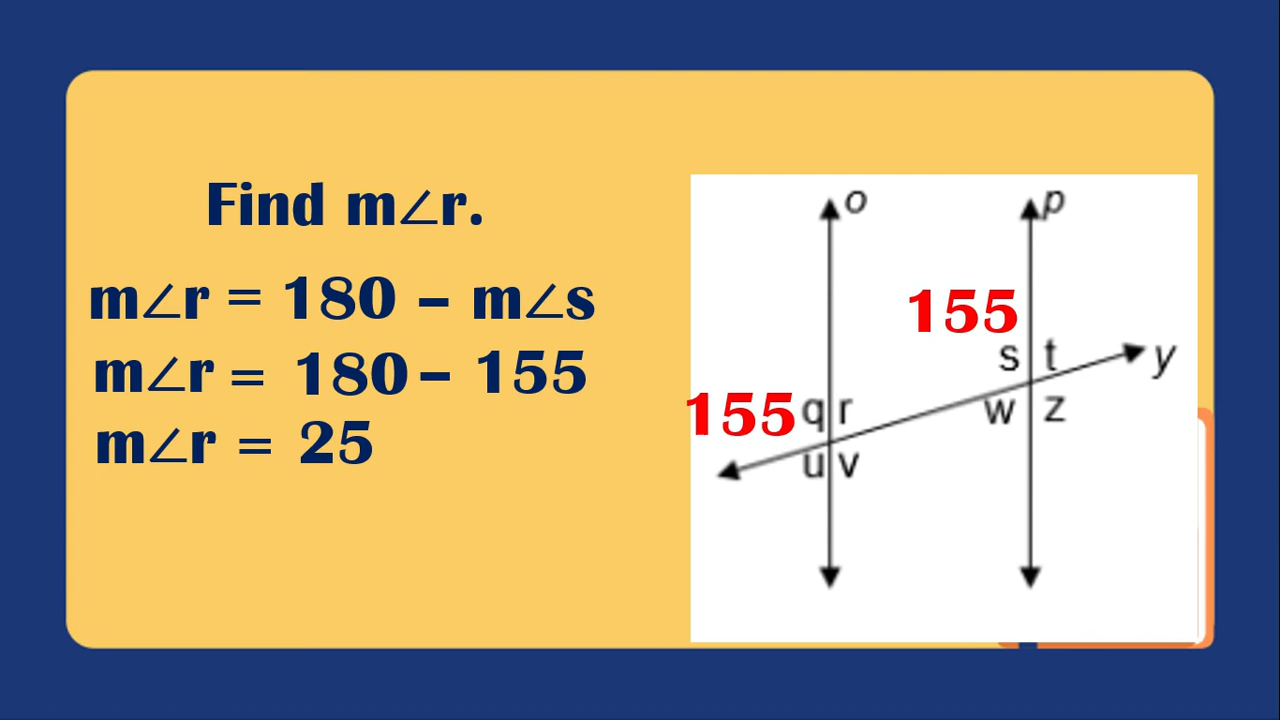 Find m∠r.
m∠r = 180 – m∠s
m∠r = 180 – 155
m∠r = 25
o p
155
s t y
155 q r w z
u v